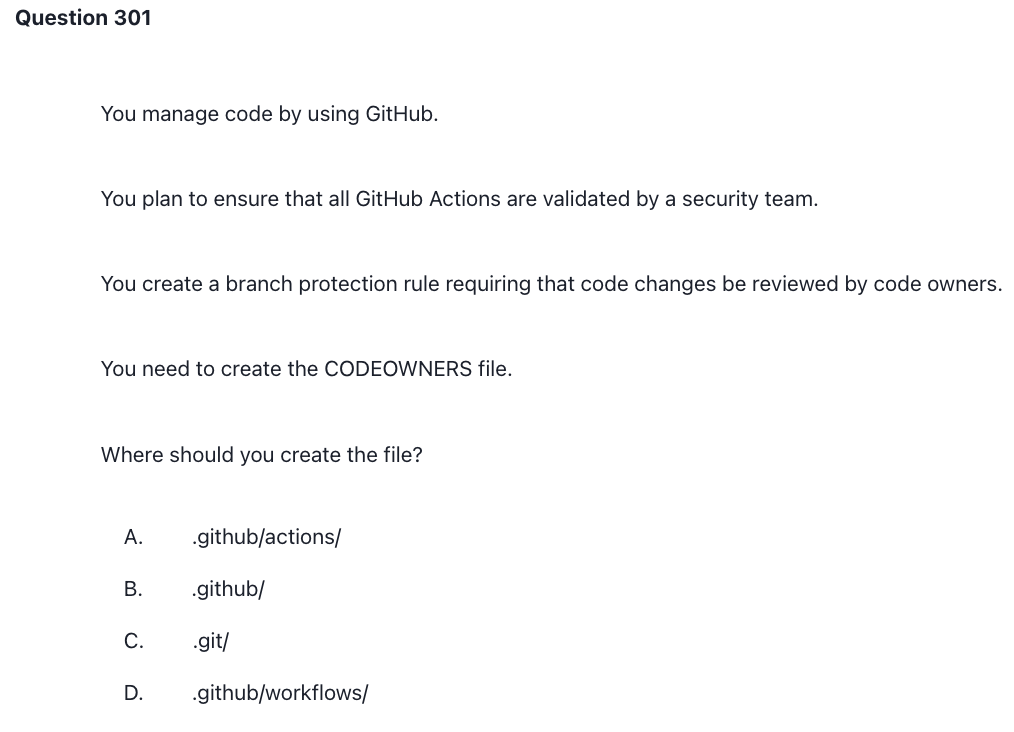 Question 301
You manage code by using GitHub.
You plan to ensure that all GitHub Actions are validated by a security team.
You create a branch protection rule requiring that code changes be reviewed by code owners.
You need to create the CODEOWNERS file.
Where should you create the file?
A. .github/actions/
B. .github/
C. .git/
D. .github/workflows/